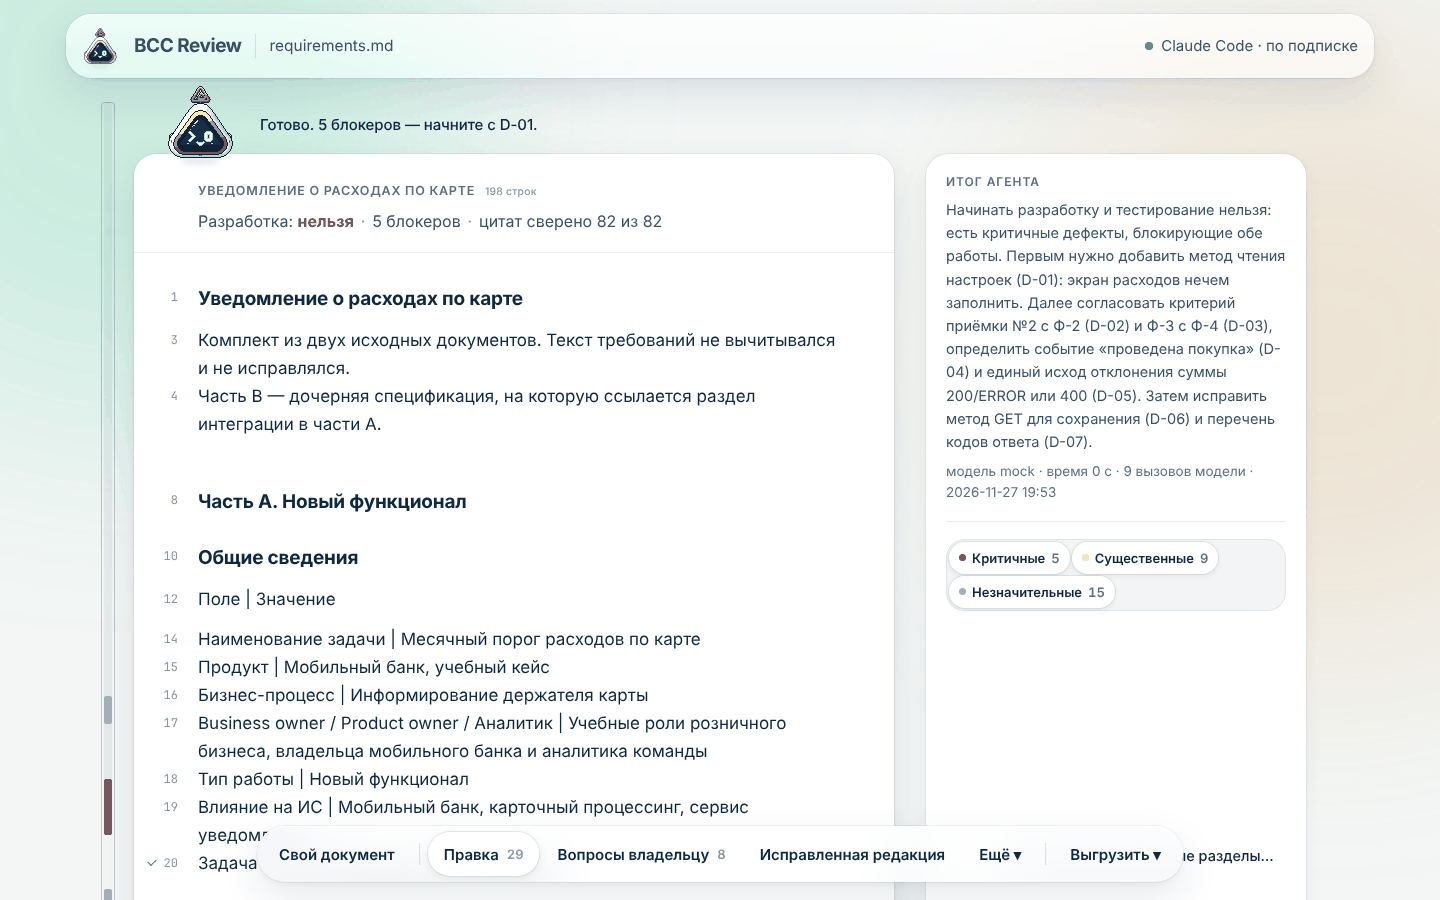 BCC Review
requirements.md
Claude Code · по подписке
Готово. 5 блокеров — начните с D-01.
УВЕДОМЛЕНИЕ О РАСХОДАХ ПО КАРТЕ 198 строк
Разработка: нельзя · 5 блокеров · цитат сверено 82 из 82
1 Уведомление о расходах по карте
3 Комплект из двух исходных документов. Текст требований не вычитывался
и не исправлялся.
4 Часть B — дочерняя спецификация, на которую ссылается раздел
интеграции в части A.
8 Часть A. Новый функционал
10 Общие сведения
12 Поле | Значение
14 Наименование задачи | Месячный порог расходов по карте
15 Продукт | Мобильный банк, учебный кейс
16 Бизнес-процесс | Информирование держателя карты
17 Business owner / Product owner / Аналитик | Учебные роли розничного
бизнеса, владельца мобильного банка и аналитика команды
18 Тип работы | Новый функционал
19 Влияние на ИС | Мобильный банк, карточный процессинг, сервис
20 Задача
ИТОГ АГЕНТА
Начинать разработку и тестирование нельзя:
есть критичные дефекты, блокирующие обе
работы. Первым нужно добавить метод чтения
настроек (D-01): экран расходов нечем
заполнить. Далее согласовать критерий
приёмки №2 с Ф-2 (D-02) и Ф-3 с Ф-4 (D-03),
определить событие «проведена покупка» (D-
04) и единый исход отклонения суммы
200/ERROR или 400 (D-05). Затем исправить
метод GET для сохранения (D-06) и перечень
кодов ответа (D-07).
модель mock · время 0 с · 9 вызовов модели ·
2026-11-27 19:53
Критичные 5
Существенные 9
Незначительные 15
разделы...
Свой документ
Правка 29
Вопросы владельцу 8
Исправленная редакция
Ещё ▾
Выгрузить ▾